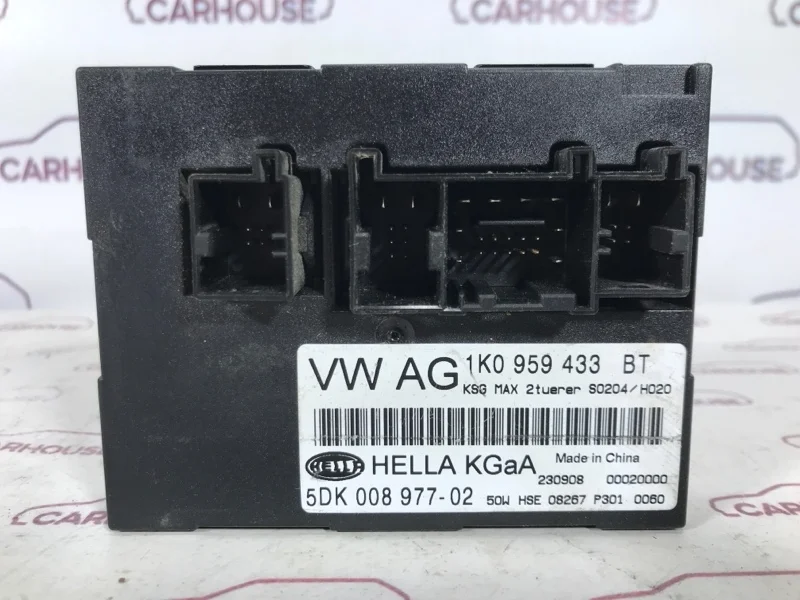 CARHOUSE CARHOUSE
CARHOUSE CARHOUSE
VW AG 1K0 959 433 BT
KSG MAX 2tuerer S0204/H020
HELLA HELLA KGaA Made in China
230908 00020000
5DK 008 977-02 50W HSE 08267 P301 0060
CARHOUSE
CARHOUSE